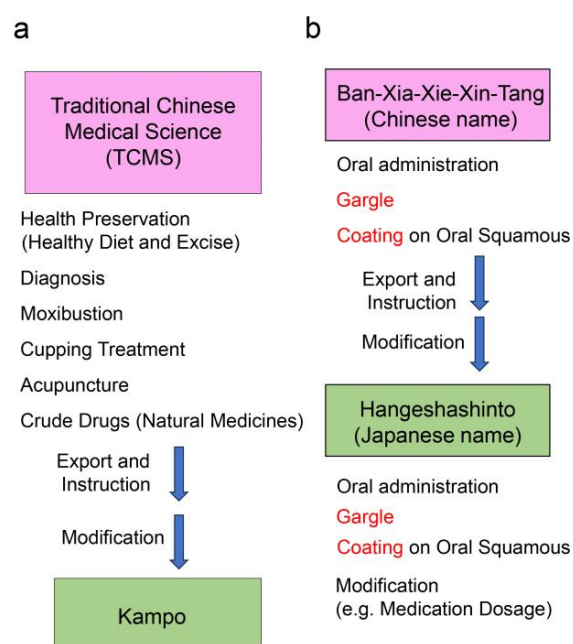 a
Traditional Chinese
Medical Science
(TCMS)
Health Preservation
(Healthy Diet and Excise)
Diagnosis
Moxibustion
Cupping Treatment
Acupuncture
Crude Drugs (Natural Medicines)
Export and
Instruction
Modification
Kampo
b
Ban-Xia-Xie-Xin-Tang
(Chinese name)
Oral administration
Gargle
Coating on Oral Squamous
Export and
Instruction
Modification
Hangeshashinto
(Japanese name)
Oral administration
Gargle
Coating on Oral Squamous
Modification
(e.g. Medication Dosage)